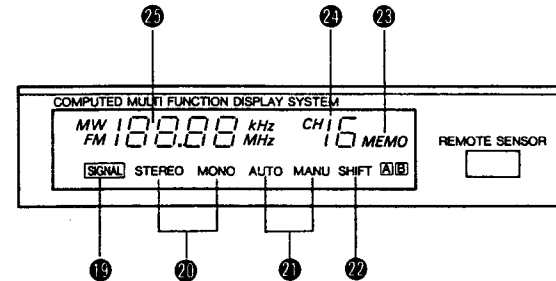 25 24 23
COMPUTED MULTI FUNCTION DISPLAY SYSTEM
MW 188.88 kHz CH 16 MEMO
FM MHz
REMOTE SENSOR
SIGNAL STEREO MONO AUTO MANU SHIFT A B
19 20 21 22